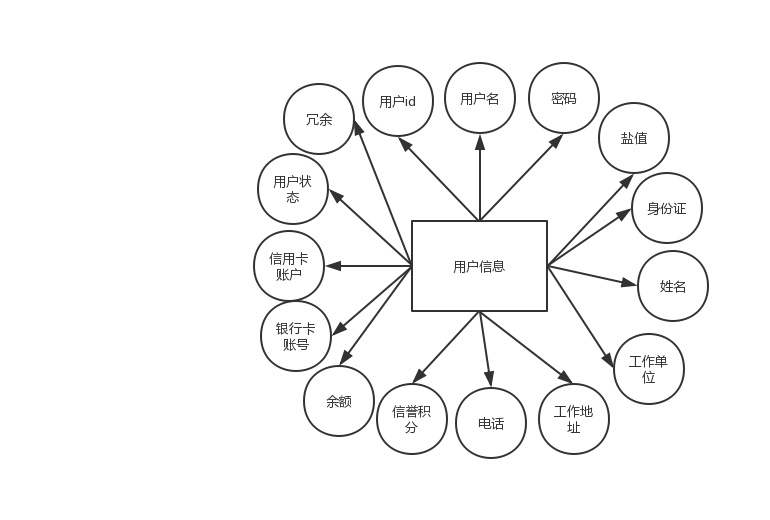 用户id
用户名
密码
冗余
盐值
用户状
态
身份证
信用卡
账户
用户信息
姓名
银行卡
账号
工作单
位
余额
信誉积
分
电话
工作地
址